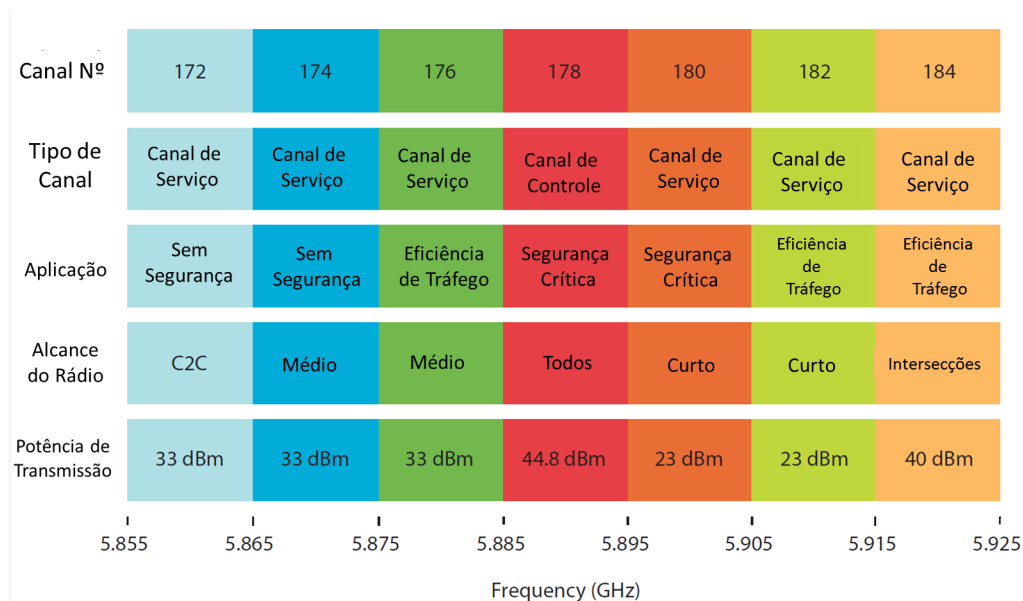 Canal Nº 172 174 176 178 180 182 184
Tipo de
Canal
Canal de
Serviço
Canal de
Serviço
Canal de
Serviço
Canal de
Controle
Canal de
Serviço
Canal de
Serviço
Canal de
Serviço
Aplicação
Sem
Segurança
Sem
Segurança
Eficiência
de Tráfego
Segurança
Crítica
Segurança
Crítica
Eficiência
de
Tráfego
Eficiência
de
Tráfego
Alcance
do Rádio
C2C Médio Médio Todos Curto Curto Intersecções
Potência de
Transmissão
33 dBm 33 dBm 33 dBm 44.8 dBm 23 dBm 23 dBm 40 dBm
5.855 5.865 5.875 5.885 5.895 5.905 5.915 5.925
Frequency (GHz)